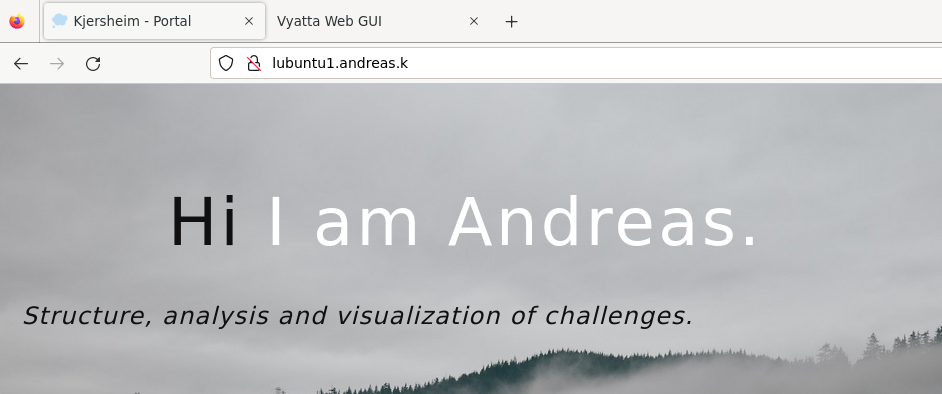 Kjersheim - Portal
Vyatta Web GUI
lubuntu1.andreas.k
Hi I am Andreas.
Structure, analysis and visualization of challenges.